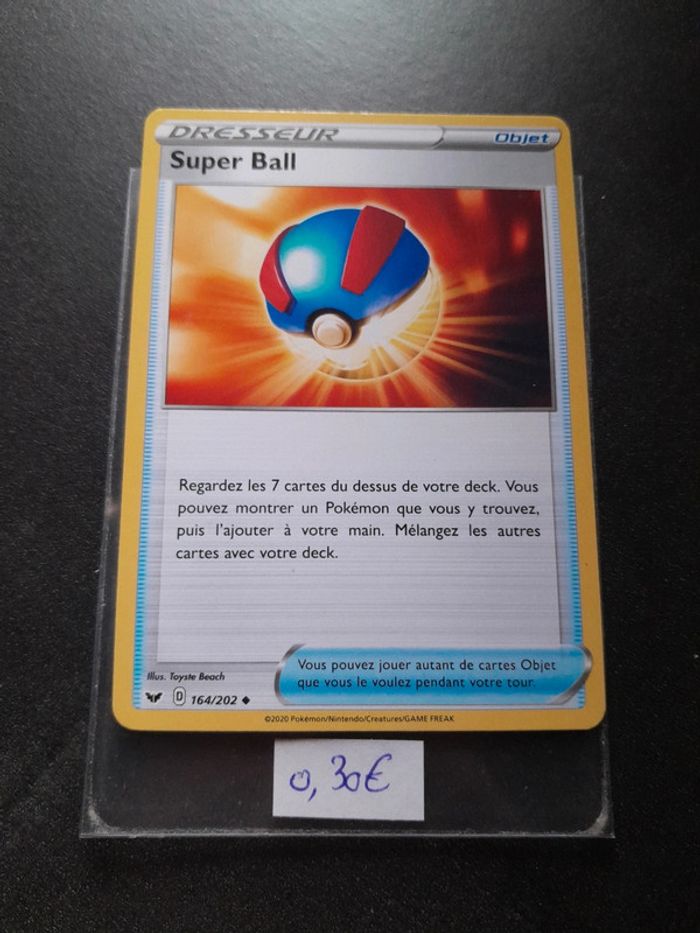 DRESSEUR Objet
Super Ball
Regardez les 7 cartes du dessus de votre deck. Vous
pouvez montrer un Pokémon que vous y trouvez,
puis l'ajouter à votre main. Mélangez les autres
cartes avec votre deck.
Vous pouvez jouer autant de cartes Objet
que vous le voulez pendant votre tour.
Illus. Toyste Beach
D 164/202
©2020 Pokémon/Nintendo/Creatures/GAME FREAK
0,30€